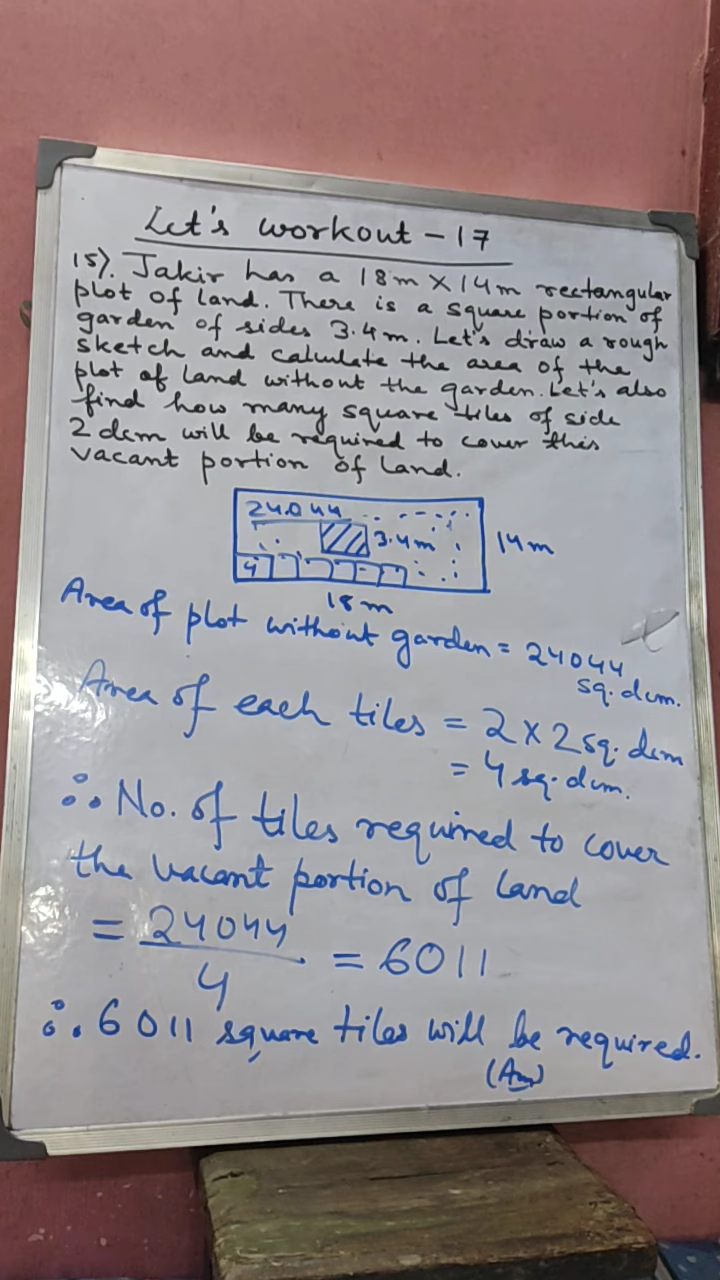 Let's workout - 17
15). Jakir has a 18m X 14m rectangular
plot of land. There is a square portion of
garden of sides 3.4m. Let's draw a rough
sketch and calculate the area of the
plot of land without the garden. Let's also
find how many square tiles of side
2 dcm will be required to cover this
vacant portion of land.
24044
3.4m
14m
4
18m
Area of plot without garden = 24044
sq. dcm.
Area of each tiles = 2 X 2 sq. dcm
= 4 sq. dcm.
∴ No. of tiles required to cover
the vacant portion of land
= 24044
4
= 6011
∴ 6011 square tiles will be required.
(Ans)